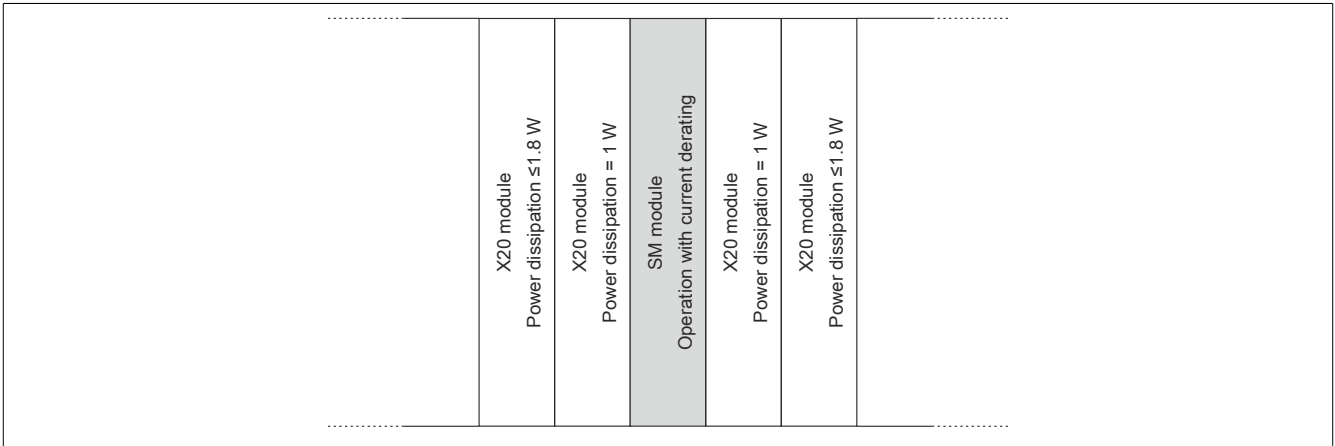 X20 module
Power dissipation ≤1.8 W
X20 module
Power dissipation = 1 W
SM module
Operation with current derating
X20 module
Power dissipation = 1 W
X20 module
Power dissipation ≤1.8 W